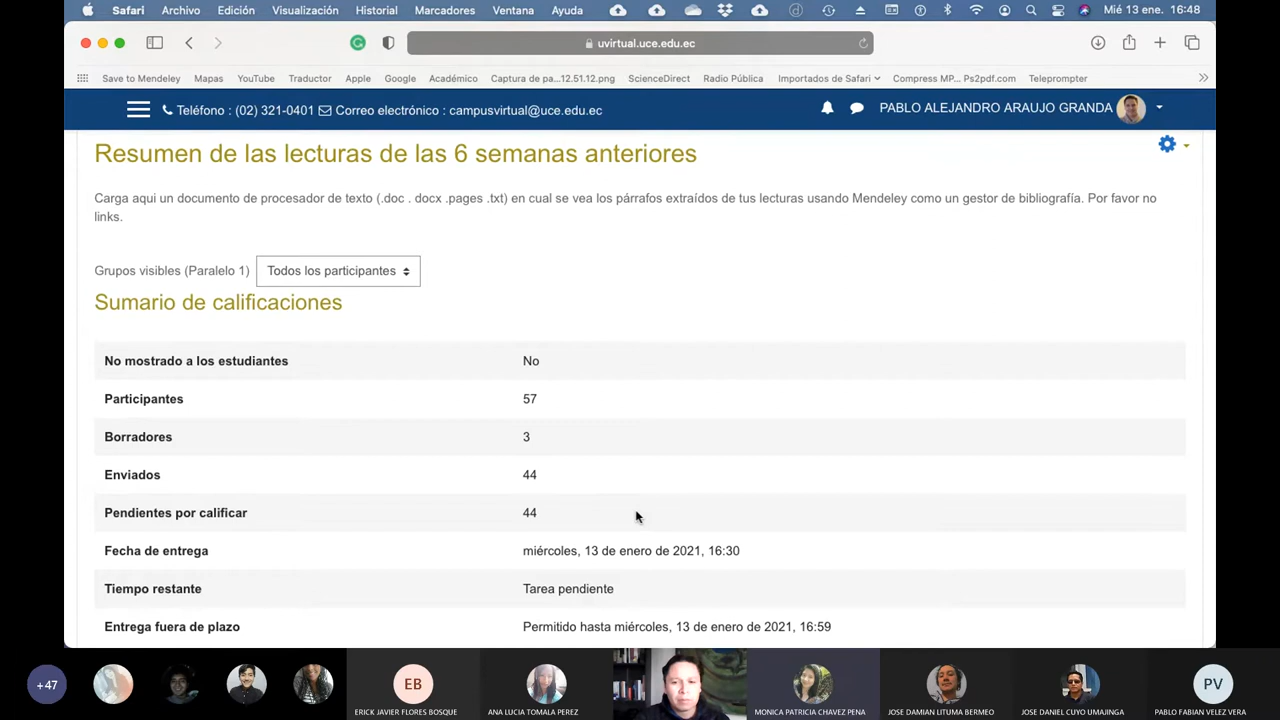 Safari Archivo Edición Visualización Historial Marcadores Ventana Ayuda Mié 13 ene. 16:48
uvirtual.uce.edu.ec
Save to Mendeley Mapas YouTube Traductor Apple Google Académico Captura de pa...12.51.12.png ScienceDirect Radio Pública Importados de Safari Compress MP... Ps2pdf.com Teleprompter
Teléfono : (02) 321-0401 Correo electrónico : campusvirtual@uce.edu.ec PABLO ALEJANDRO ARAUJO GRANDA
Resumen de las lecturas de las 6 semanas anteriores
Carga aqui un documento de procesador de texto (.doc . docx .pages .txt) en cual se vea los párrafos extraídos de tus lecturas usando Mendeley como un gestor de bibliografía. Por favor no
links.
Grupos visibles (Paralelo 1) Todos los participantes
Sumario de calificaciones
No mostrado a los estudiantes No
Participantes 57
Borradores 3
Enviados 44
Pendientes por calificar 44
Fecha de entrega miércoles, 13 de enero de 2021, 16:30
Tiempo restante Tarea pendiente
Entrega fuera de plazo Permitido hasta miércoles, 13 de enero de 2021, 16:59
+47 EB PV
ERICK JAVIER FLORES BOSQUE ANA LUCIA TOMALA PEREZ MONICA PATRICIA CHAVEZ PENA JOSE DAMIAN LITUMA BERMEO JOSE DANIEL CUYO UMAJINGA PABLO FABIAN VELEZ VERA